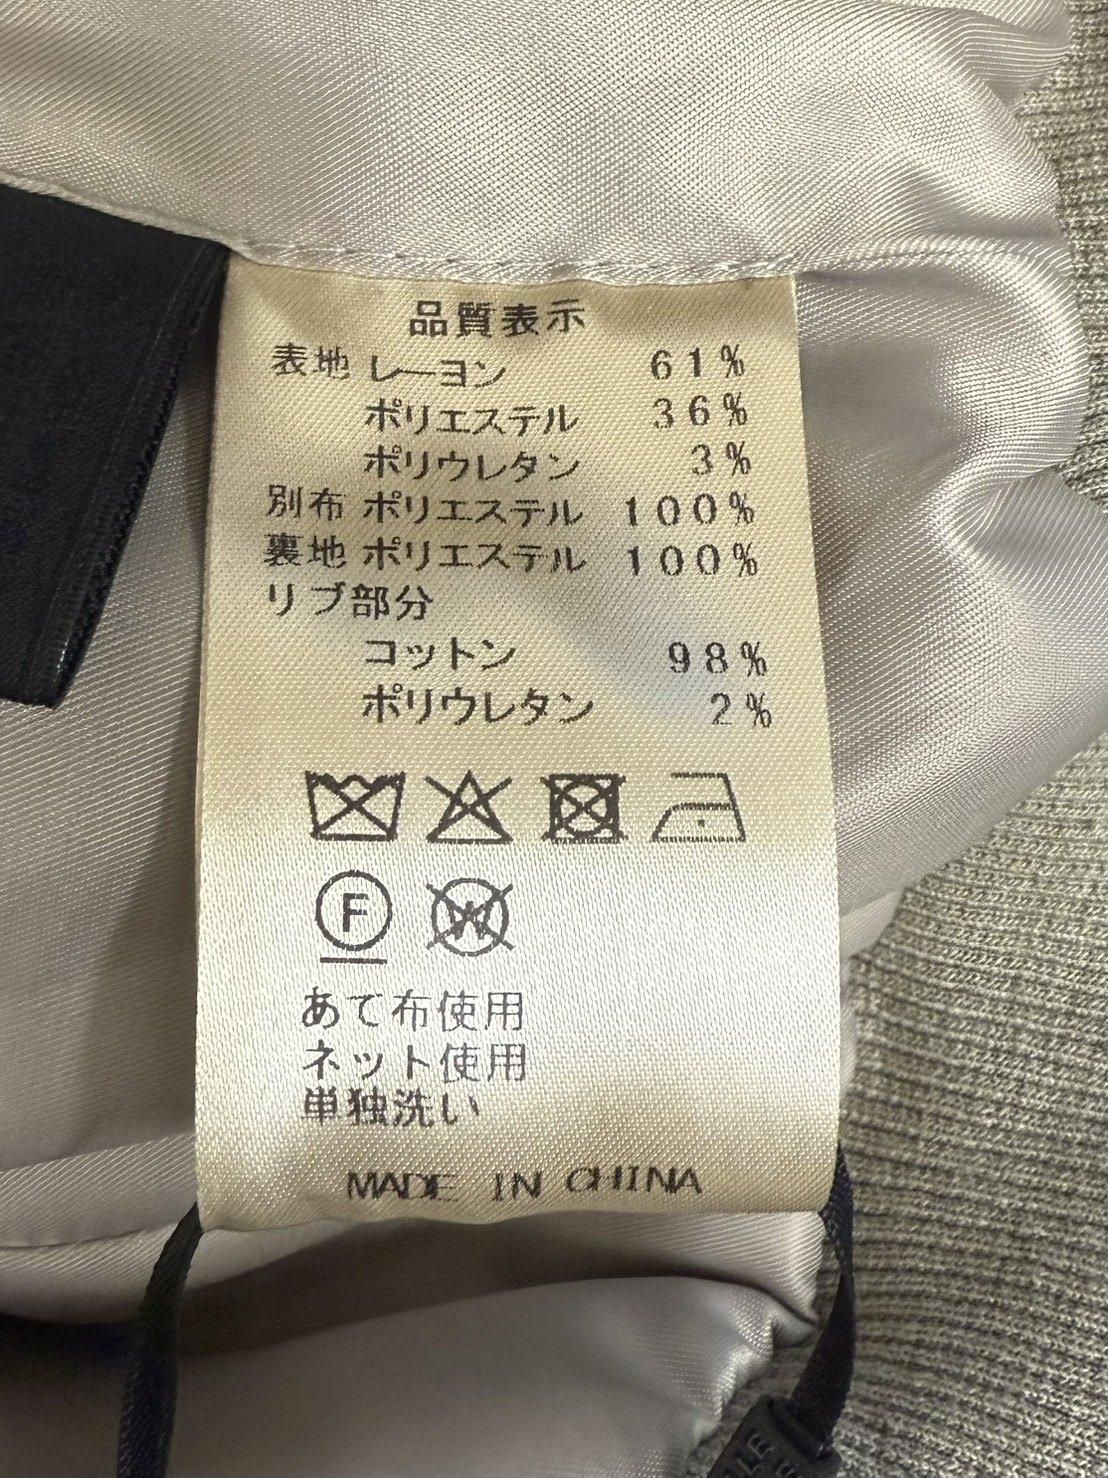 品質表示
表地 レーヨン 61%
ポリエステル 36%
ポリウレタン 3%
別布 ポリエステル 100%
裏地 ポリエステル 100%
リブ部分
コットン 98%
ポリウレタン 2%
F W
あて布使用
ネット使用
単独洗い
MADE IN CHINA